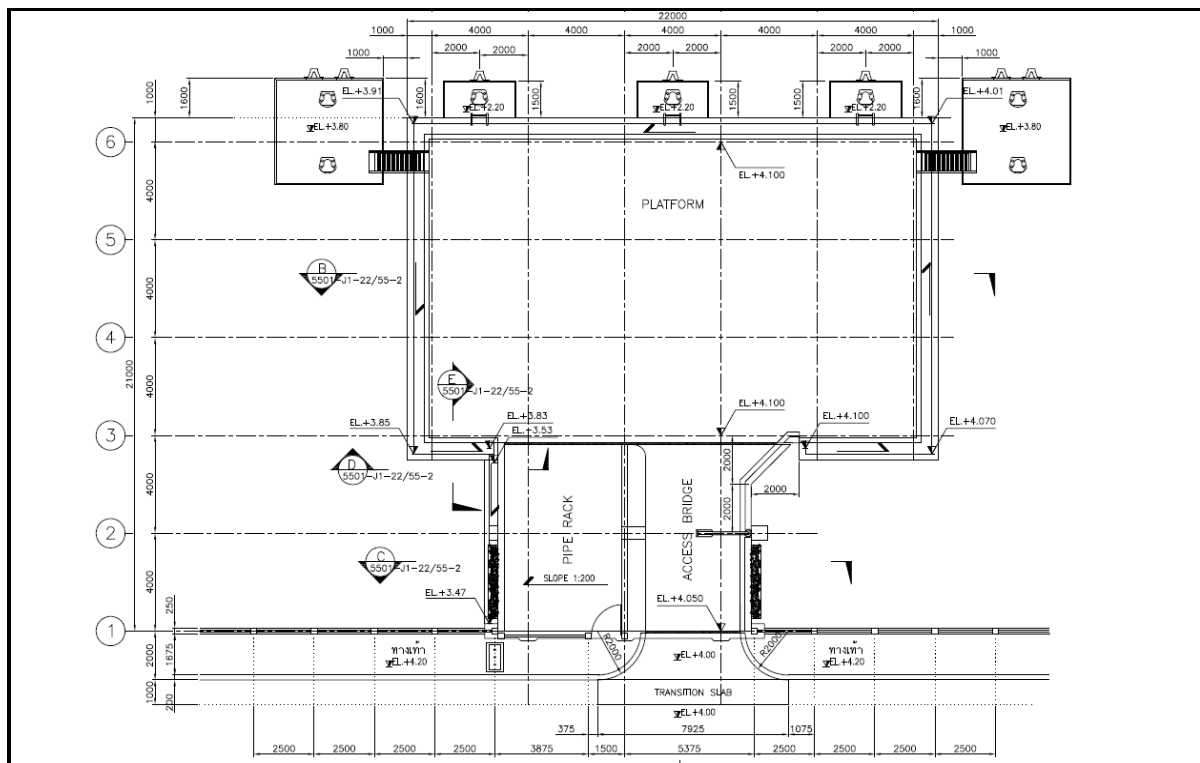 22000
1000 4000 4000 4000 4000 4000 1000
2000 2000 2000 2000 2000 2000
1000 1000
1000 1600 EL.+3.91 1600 1500 1500 1500 1600 EL.+4.01
EL.+2.20 EL.+2.20 EL.+2.20
EL.+3.80 EL.+3.80
6
EL.+4.100
4000
PLATFORM
5
B
5501-J1-22/55-2
4000
4
21000
E
5501-J1-22/55-2
4000
EL.+3.83
EL.+3.53
EL.+3.85
EL.+4.100
EL.+4.100
EL.+4.070
3
D
5501-J1-22/55-2
2000
2000
2000
4000
2
PIPE RACK
ACCESS BRIDGE
C
5501-J1-22/55-2
SLOPE 1:200
4000
EL.+3.47
EL.+4.050
250
1
2000 1675
ทางเท้า
EL.+4.20
R2000
EL.+4.00
R2000
ทางเท้า
EL.+4.20
1000 200
TRANSITION SLAB
EL.+4.00
375 7925 1075
2500 2500 2500 2500 3875 1500 5375 2500 2500 2500 2500